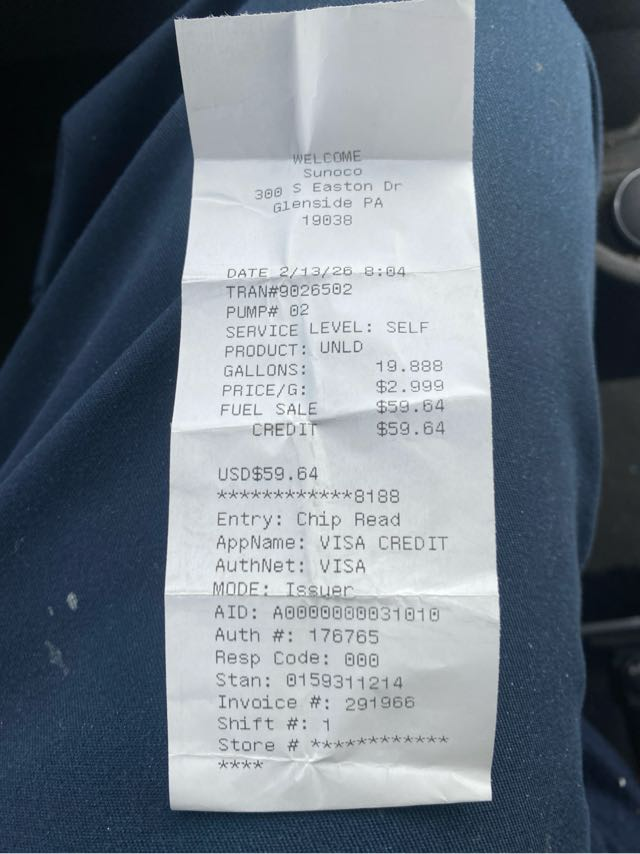 WELCOME
Sunoco
300 S Easton Dr
Glenside PA
19038
DATE 2/13/26 8:04
TRAN#9026502
PUMP# 02
SERVICE LEVEL: SELF
PRODUCT: UNLD
GALLONS: 19.888
PRICE/G: $2.999
FUEL SALE $59.64
CREDIT $59.64
USD$59.64
************8188
Entry: Chip Read
AppName: VISA CREDIT
AuthNet: VISA
MODE: Issuer
AID: A0000000031010
Auth #: 176765
Resp Code: 000
Stan: 0159311214
Invoice #: 291966
Shift #: 1
Store # ************
****